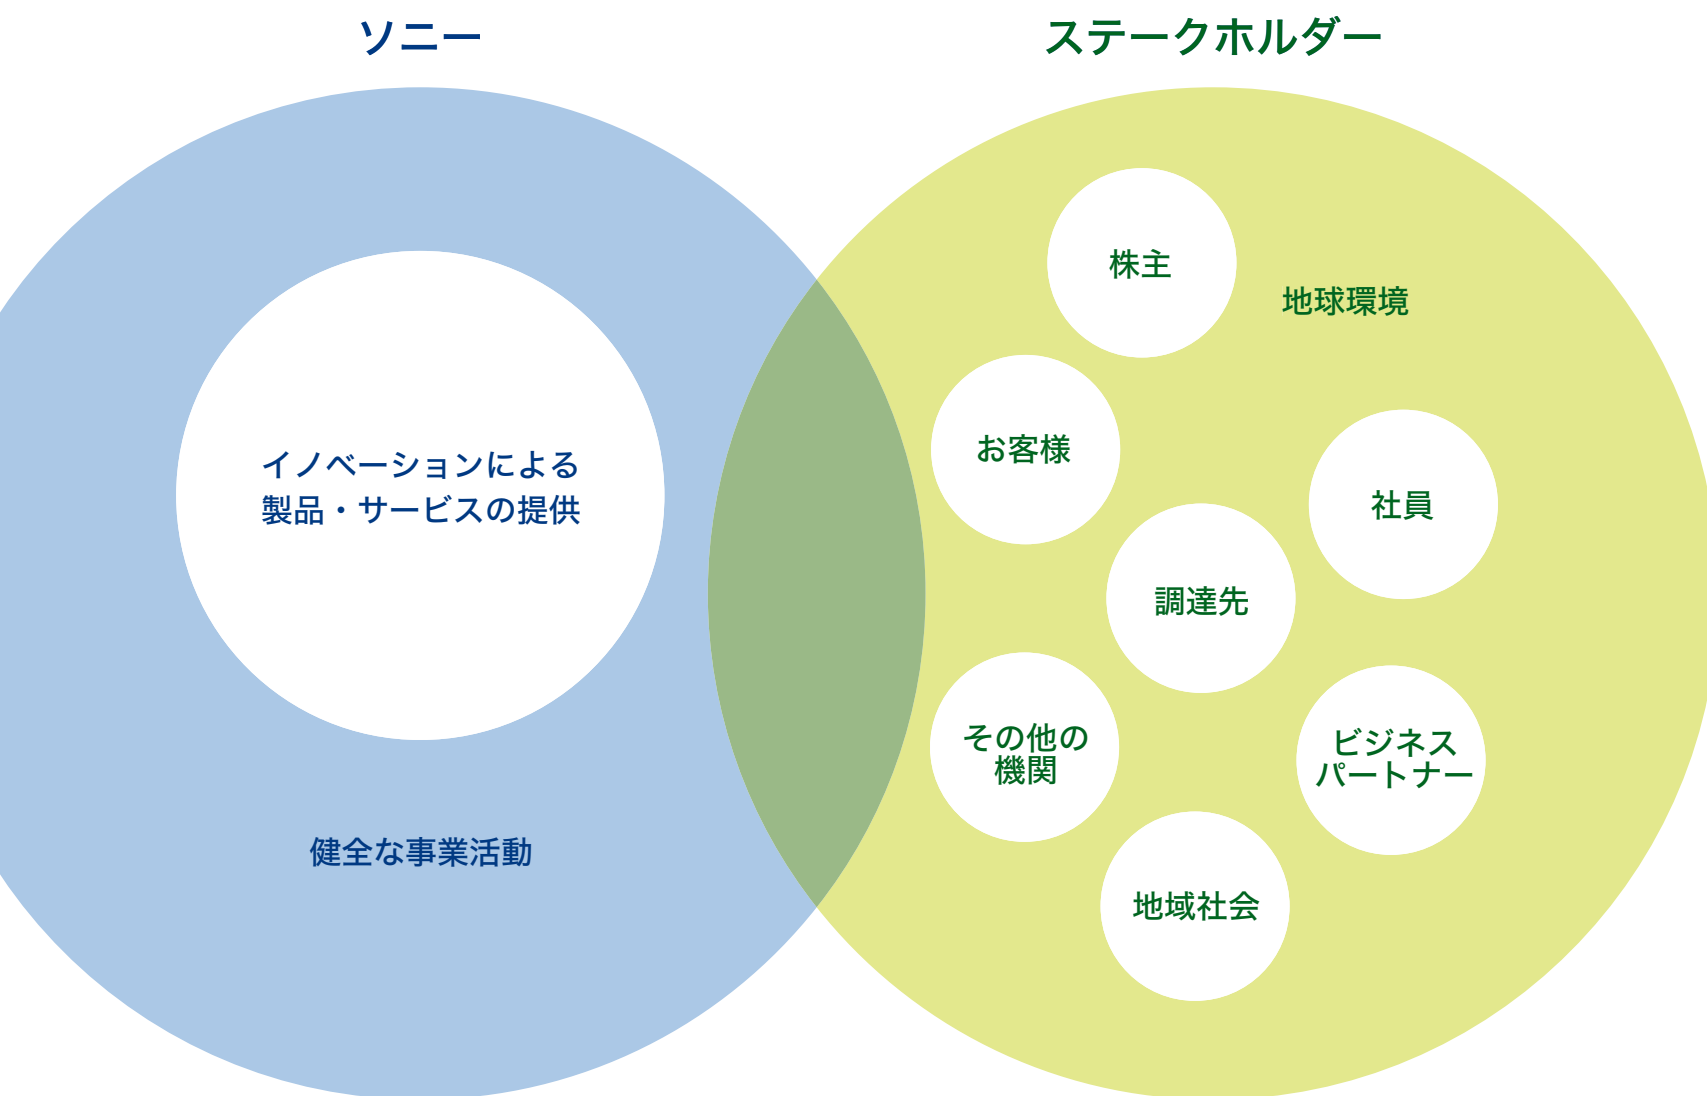 ソニー
ステークホルダー
イノベーションによる
製品・サービスの提供
健全な事業活動
株主
地球環境
お客様
社員
調達先
その他の
機関
ビジネス
パートナー
地域社会